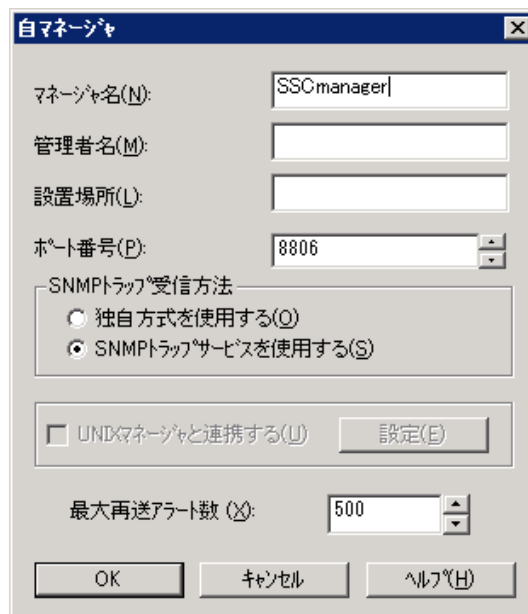 自マネージャ
マネージャ名(N): SSCmanager
管理者名(M):
設置場所(L):
ポート番号(P): 8806
SNMPトラップ受信方法
独自方式を使用する(O)
SNMPトラップサービスを使用する(S)
UNIXマネージャと連携する(U) 設定(E)
最大再送アラート数 (X): 500
OK キャンセル ヘルプ(H)